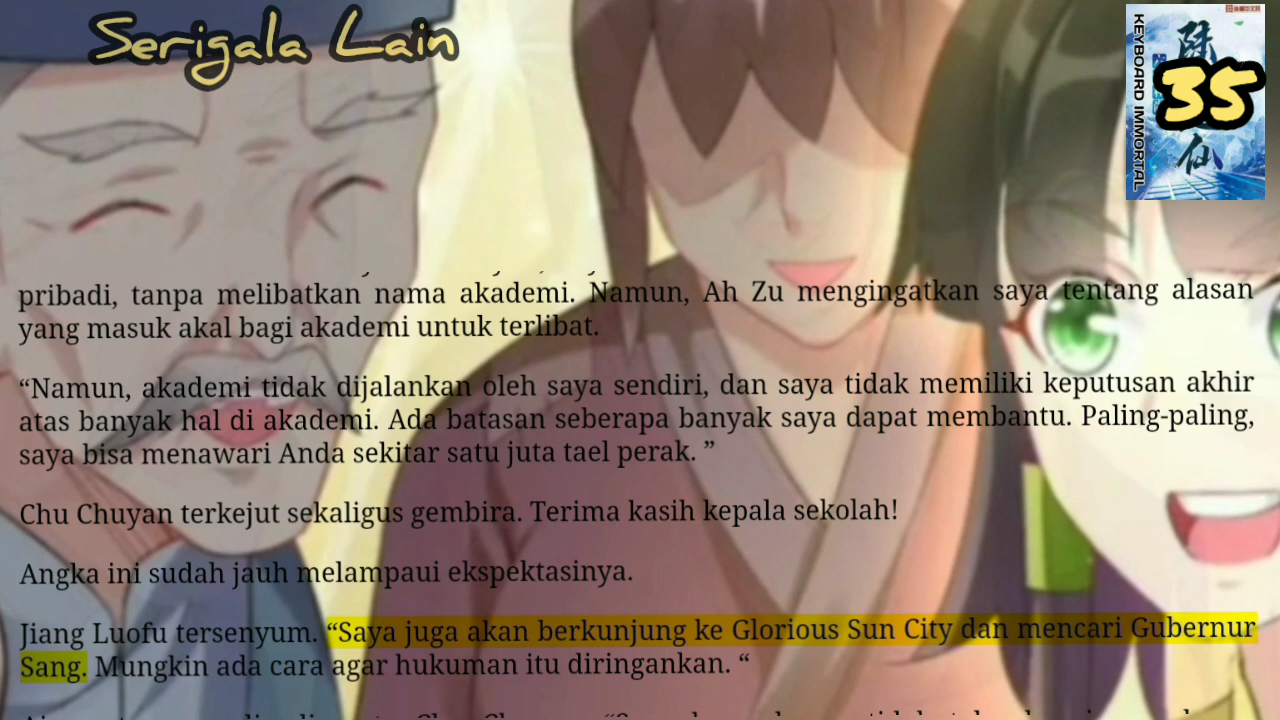 Serigala Lain
KEYBOARD IMMORTAL
陆
仙
35
pribadi, tanpa melibatkan nama akademi. Namun, Ah Zu mengingatkan saya tentang alasan
yang masuk akal bagi akademi untuk terlibat.
“Namun, akademi tidak dijalankan oleh saya sendiri, dan saya tidak memiliki keputusan akhir
atas banyak hal di akademi. Ada batasan seberapa banyak saya dapat membantu. Paling-paling,
saya bisa menawari Anda sekitar satu juta tael perak. ”
Chu Chuyan terkejut sekaligus gembira. Terima kasih kepala sekolah!
Angka ini sudah jauh melampaui ekspektasinya.
Jiang Luofu tersenyum. “Saya juga akan berkunjung ke Glorious Sun City dan mencari Gubernur
Sang. Mungkin ada cara agar hukuman itu diringankan. “